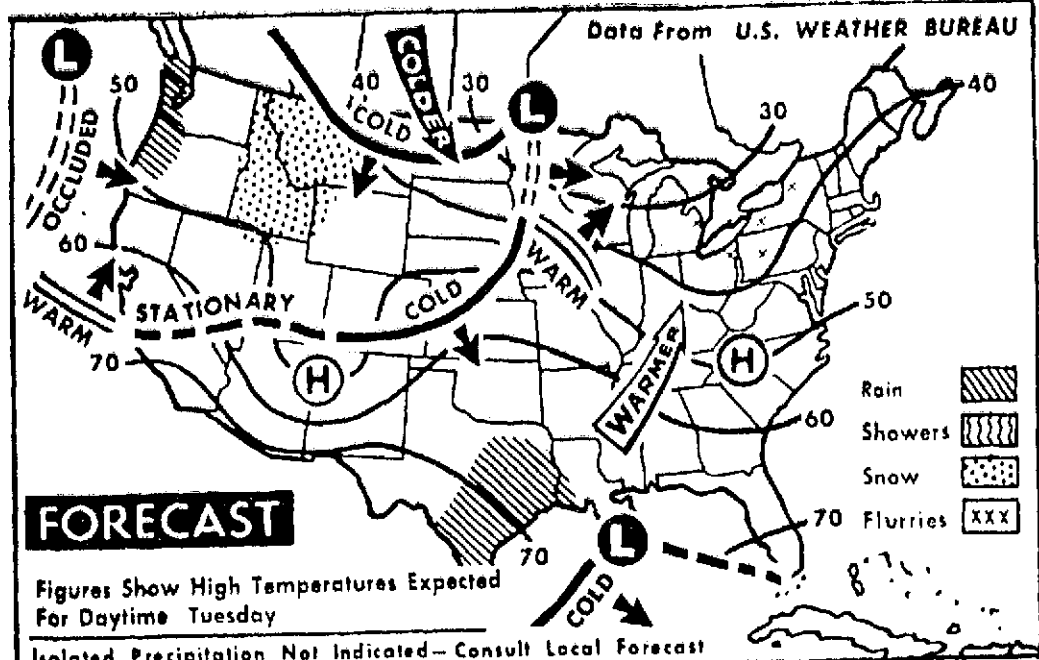 Data From U.S. WEATHER BUREAU
L
50
40
COLD
COLDER
30
L
30
40
OCCLUDED
60
WARM
STATIONARY
COLD
WARM
50
70
H
WARMER
H
60
Rain
Showers
Snow
Flurries
xxx
FORECAST
70
L
70
COLD
Figures Show High Temperatures Expected
For Daytime Tuesday
Isolated Precipitation Not Indicated—Consult Local Forecast